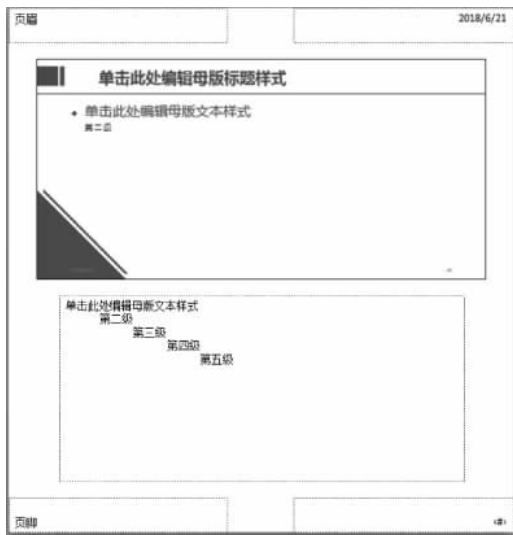 页眉
2018/6/21
单击此处编辑母版标题样式
• 单击此处编辑母版文本样式
第二级
单击此处编辑母版文本样式
第二级
第三级
第四级
第五级
页脚
‹#›